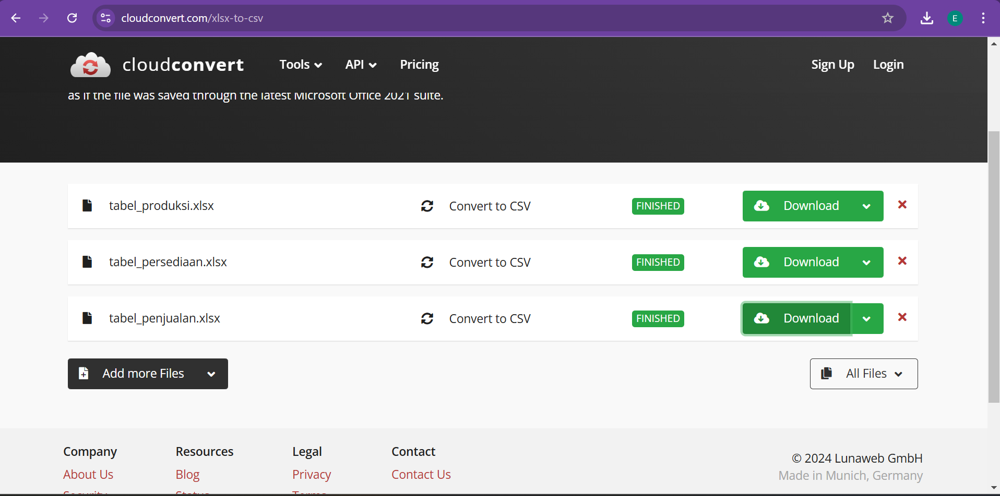 cloudconvert.com/xlsx-to-csv
E
cloudconvert
Tools
API
Pricing
Sign Up
Login
as if the file was saved through the latest Microsoft Office 2021 suite.
tabel_produksi.xlsx
Convert to CSV
FINISHED
Download
tabel_persediaan.xlsx
Convert to CSV
FINISHED
Download
tabel_penjualan.xlsx
Convert to CSV
FINISHED
Download
Add more Files
All Files
Company
Resources
Legal
Contact
© 2024 Lunaweb GmbH
About Us
Blog
Privacy
Contact Us
Made in Munich, Germany
Security
Status
Terms